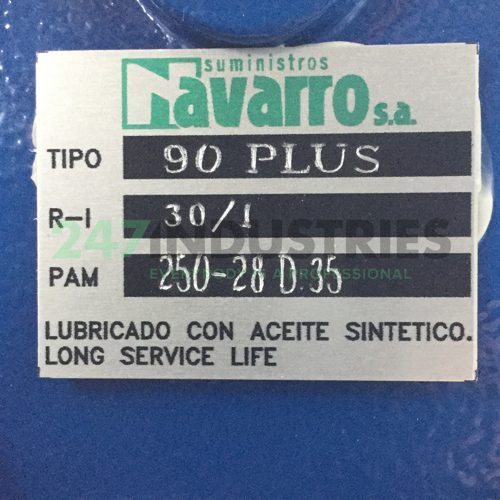 suministros
Navarro s.a.
TIPO 90 PLUS
R-I 30/1
247INDUSTRIES
PAM 250-28 D.35
LUBRICADO CON ACEITE SINTETICO.
LONG SERVICE LIFE